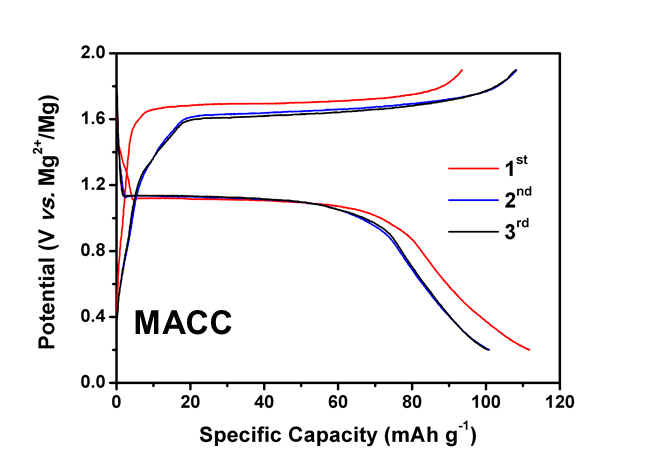 2.0
1.6
1.2
0.8
0.4
0.0
Potential (V vs. Mg²⁺/Mg)
1ˢᵗ
2ⁿᵈ
3ʳᵈ
MACC
0 20 40 60 80 100 120
Specific Capacity (mAh g⁻¹)